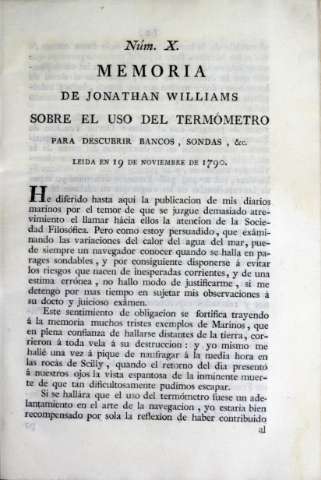 Núm. X.
MEMORIA
DE JONATHAN WILLIAMS
SOBRE EL USO DEL TERMÓMETRO
PARA DESCUBRIR BANCOS, SONDAS, &c.
LEIDA EN 19 DE NOVIEMBRE DE 1790.
He diferido hasta aquí la publicacion de mis diarios
marinos por el temor de que se juzgue demasiado atre-
vimiento el llamar hácia ellos la atencion de la Socie-
dad Filosófica. Pero como estoy persuadido, que exâmi-
nando las variaciones del calor del agua del mar, pue-
de siempre un navegador conocer quando se halla en pa-
rages sondables, y por consiguiente disponerse á evitar
los riesgos que nacen de inesperadas corrientes, y de una
estima errónea, no hallo modo de justificarme, si me
detengo por mas tiempo en sujetar mis observaciones á
su docto y juicioso exâmen.
Este sentimiento de obligacion se fortifica trayendo
á la memoria muchos tristes exemplos de Marinos, que
en plena confianza de hallarse distantes de la tierra, cor-
rieron á toda vela á su destruccion: y yo mismo me
hallé una vez á pique de naufragar á la media hora en
las rocas de Scilly, quando el retorno del dia presentó
á nuestros ojos la vista espantosa de la inminente muer-
te de que tan dificultosamente pudimos escapar.
Si se hallára que el uso del termómetro fuese un ade-
lantamiento en el arte de la navegacion, yo estaria bien
recompensado por sola la reflexîon de haber contribuido
al